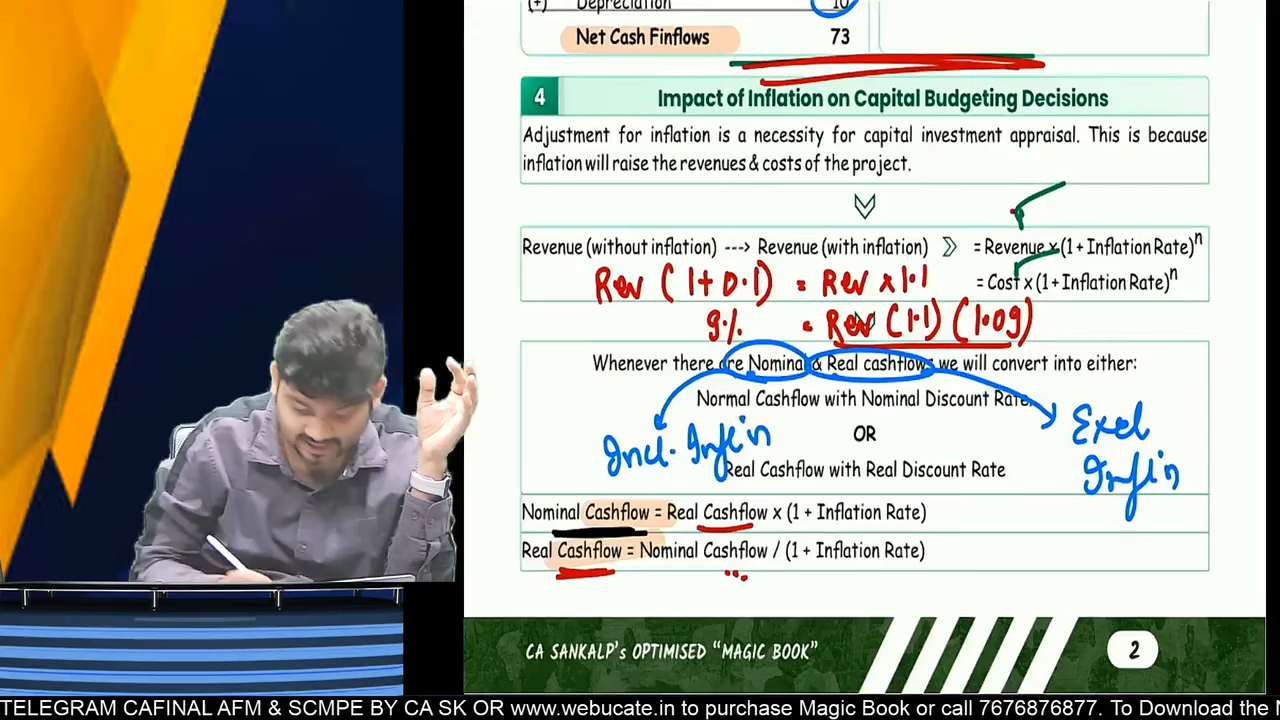 (+) Depreciation 10
Net Cash Finflows 73
4 Impact of Inflation on Capital Budgeting Decisions
Adjustment for inflation is a necessity for capital investment appraisal. This is because
inflation will raise the revenues & costs of the project.
Revenue (without inflation) ---> Revenue (with inflation) = Revenue x (1 + Inflation Rate)ⁿ
= Cost x (1 + Inflation Rate)ⁿ
Rev (1+0.1) = Rev x 1.1
9% = Rev (1.1) (1.09)
Whenever there are Nominal & Real cashflows we will convert into either:
Normal Cashflow with Nominal Discount Rate
OR
Incl. Infl'n
Excl
Infl'n
Real Cashflow with Real Discount Rate
Nominal Cashflow = Real Cashflow x (1 + Inflation Rate)
Real Cashflow = Nominal Cashflow / (1 + Inflation Rate)
CA SANKALP's OPTIMISED "MAGIC BOOK" 2
TELEGRAM CAFINAL AFM & SCMPE BY CA SK OR www.webucate.in to purchase Magic Book or call 7676876877. To Download the